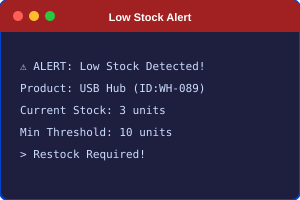 Low Stock Alert
⚠ ALERT: Low Stock Detected!
Product: USB Hub (ID:WH-089)
Current Stock: 3 units
Min Threshold: 10 units
> Restock Required!